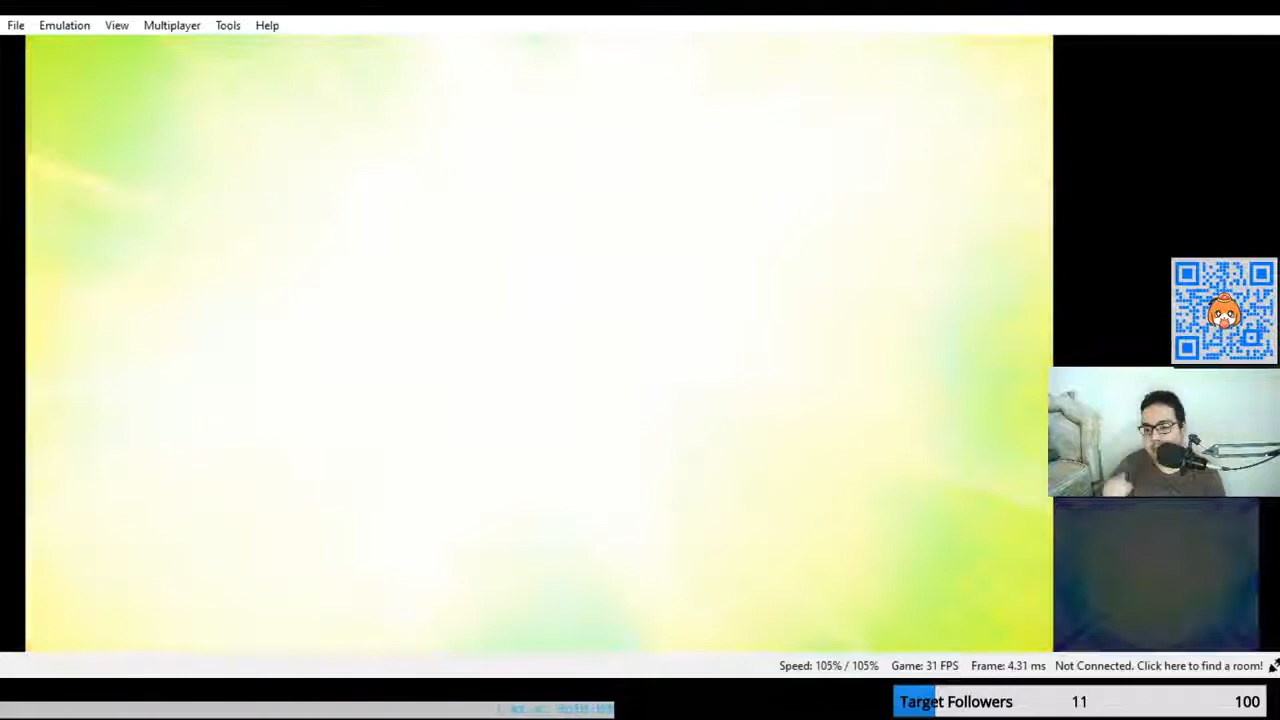 File Emulation View Multiplayer Tools Help
Speed: 105% / 105% Game: 31 FPS Frame: 4.31 ms Not Connected. Click here to find a room!
Target Followers 11 100